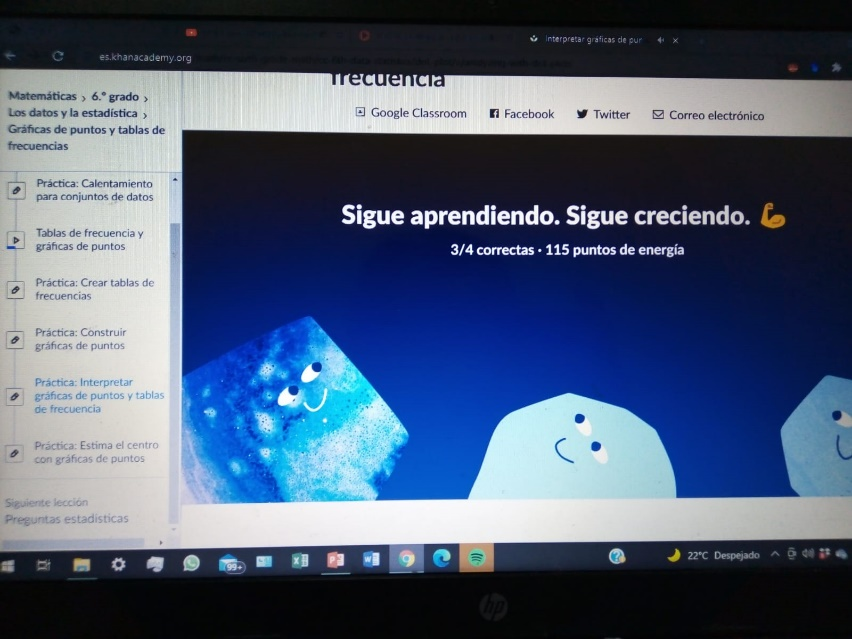 Interpretar gráficas de pur
es.khanacademy.org
Matemáticas > 6.º grado >
Los datos y la estadística >
Gráficas de puntos y tablas de
frecuencias
Práctica: Calentamiento
para conjuntos de datos
Tablas de frecuencia y
gráficas de puntos
Práctica: Crear tablas de
frecuencias
Práctica: Construir
gráficas de puntos
Práctica: Interpretar
gráficas de puntos y tablas
de frecuencia
Práctica: Estima el centro
con gráficas de puntos
Siguiente lección
Preguntas estadísticas
frecuencia
Google Classroom
Facebook
Twitter
Correo electrónico
Sigue aprendiendo. Sigue creciendo.
3/4 correctas · 115 puntos de energía
99+
22°C Despejado
hp